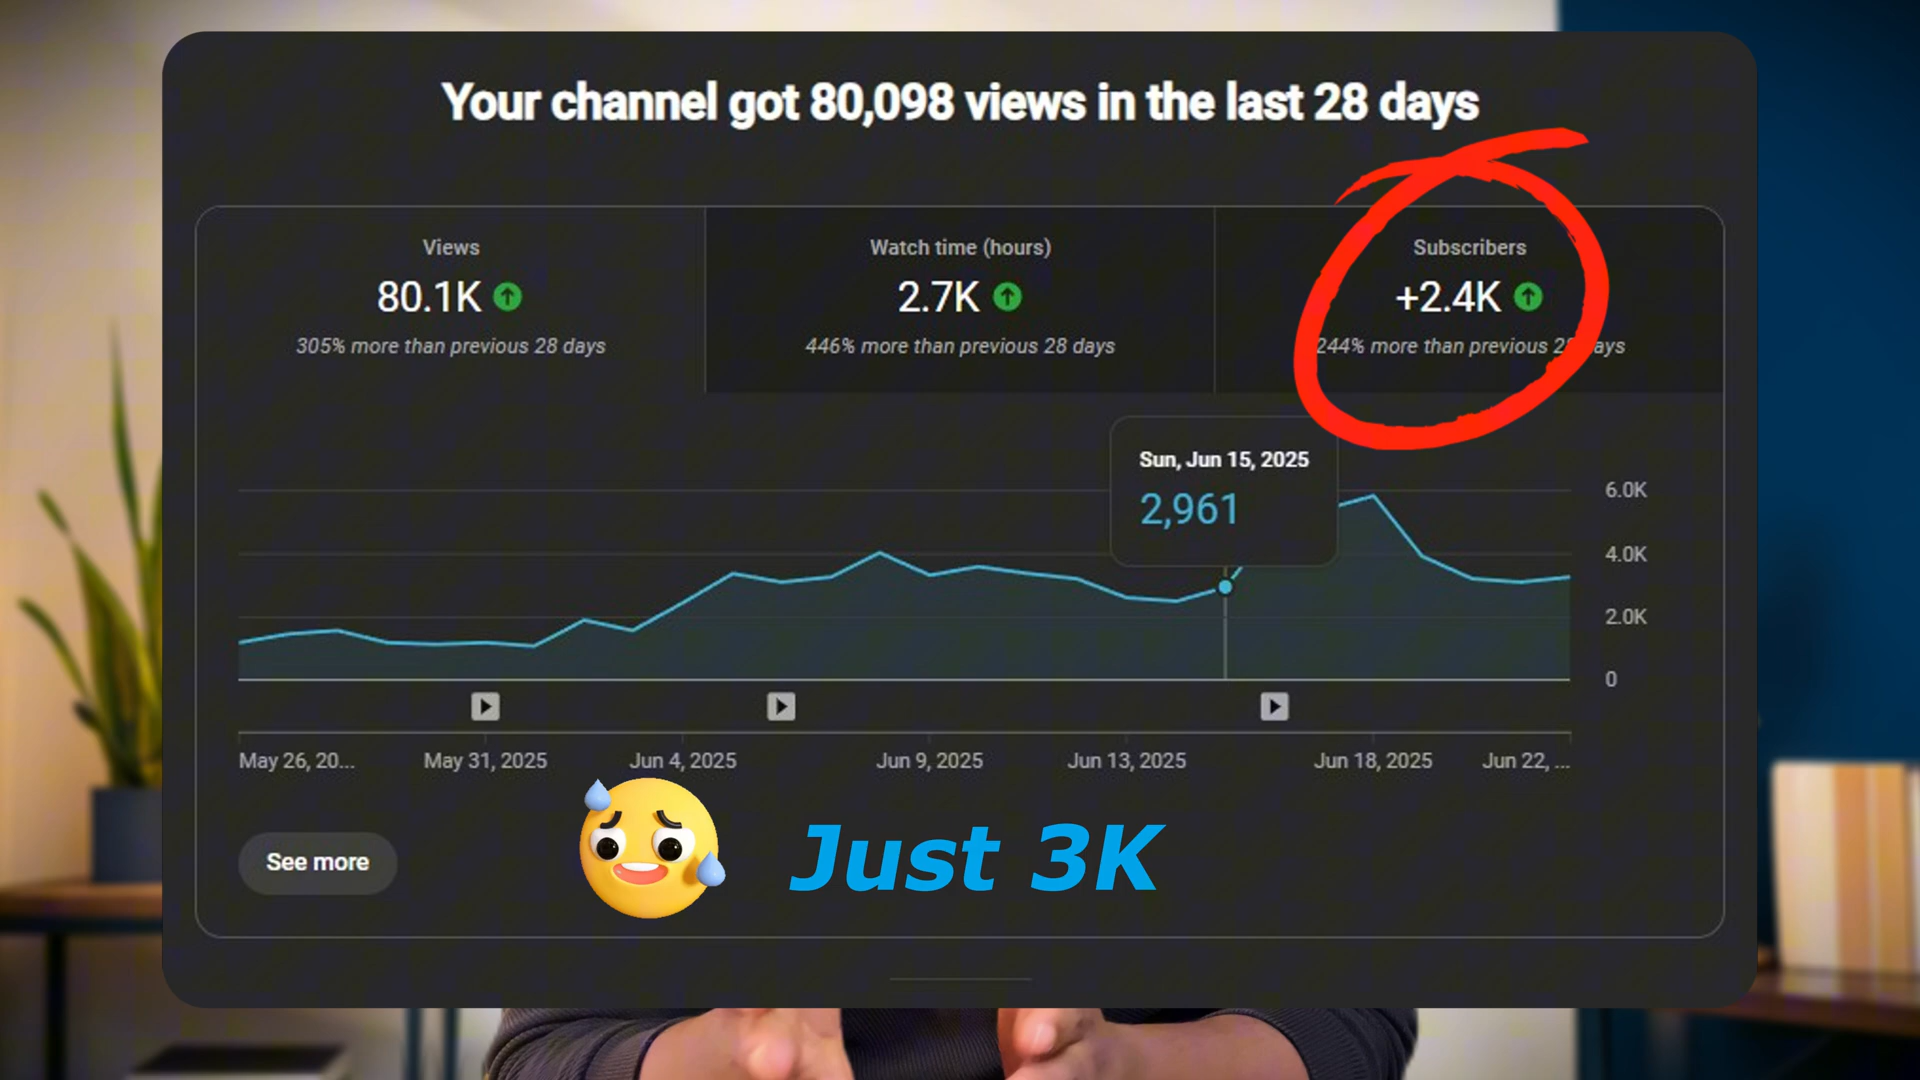 Your channel got 80,098 views in the last 28 days
Views
80.1K
305% more than previous 28 days
Watch time (hours)
2.7K
446% more than previous 28 days
Subscribers
+2.4K
244% more than previous 28 days
Sun, Jun 15, 2025
2,961
6.0K
4.0K
2.0K
0
May 26, 20...
May 31, 2025
Jun 4, 2025
Jun 9, 2025
Jun 13, 2025
Jun 18, 2025
Jun 22, ...
See more
Just 3K